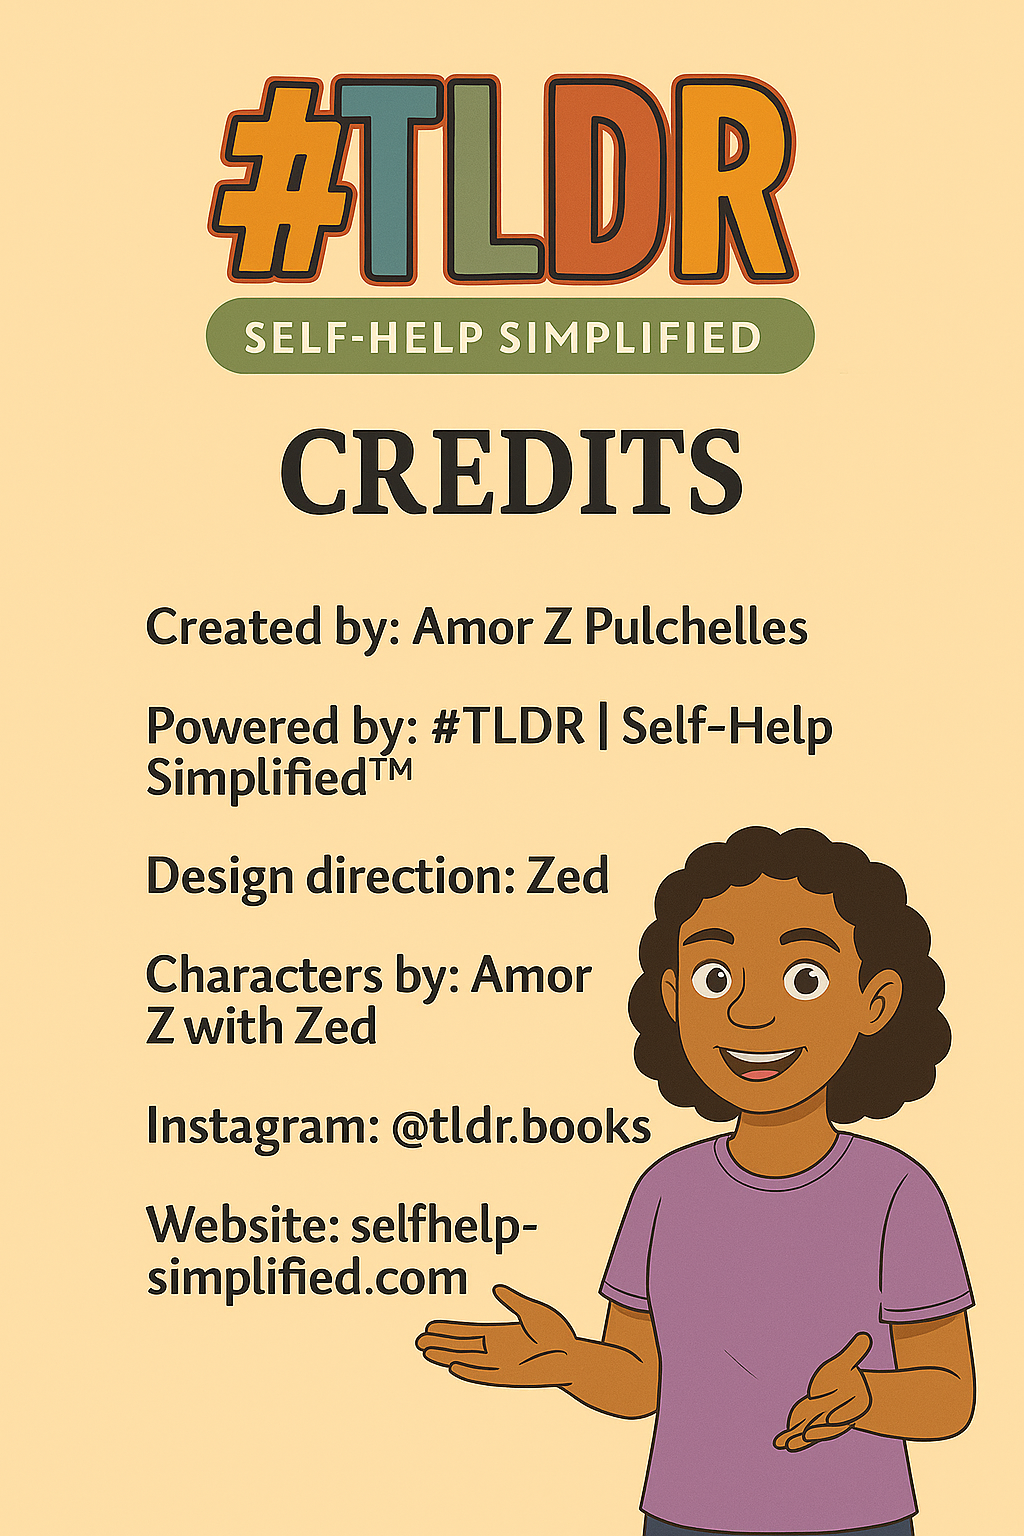 #TLDR
SELF-HELP SIMPLIFIED
CREDITS
Created by: Amor Z Pulchelles
Powered by: #TLDR | Self-Help
Simplified™
Design direction: Zed
Characters by: Amor
Z with Zed
Instagram: @tldr.books
Website: selfhelp-
simplified.com